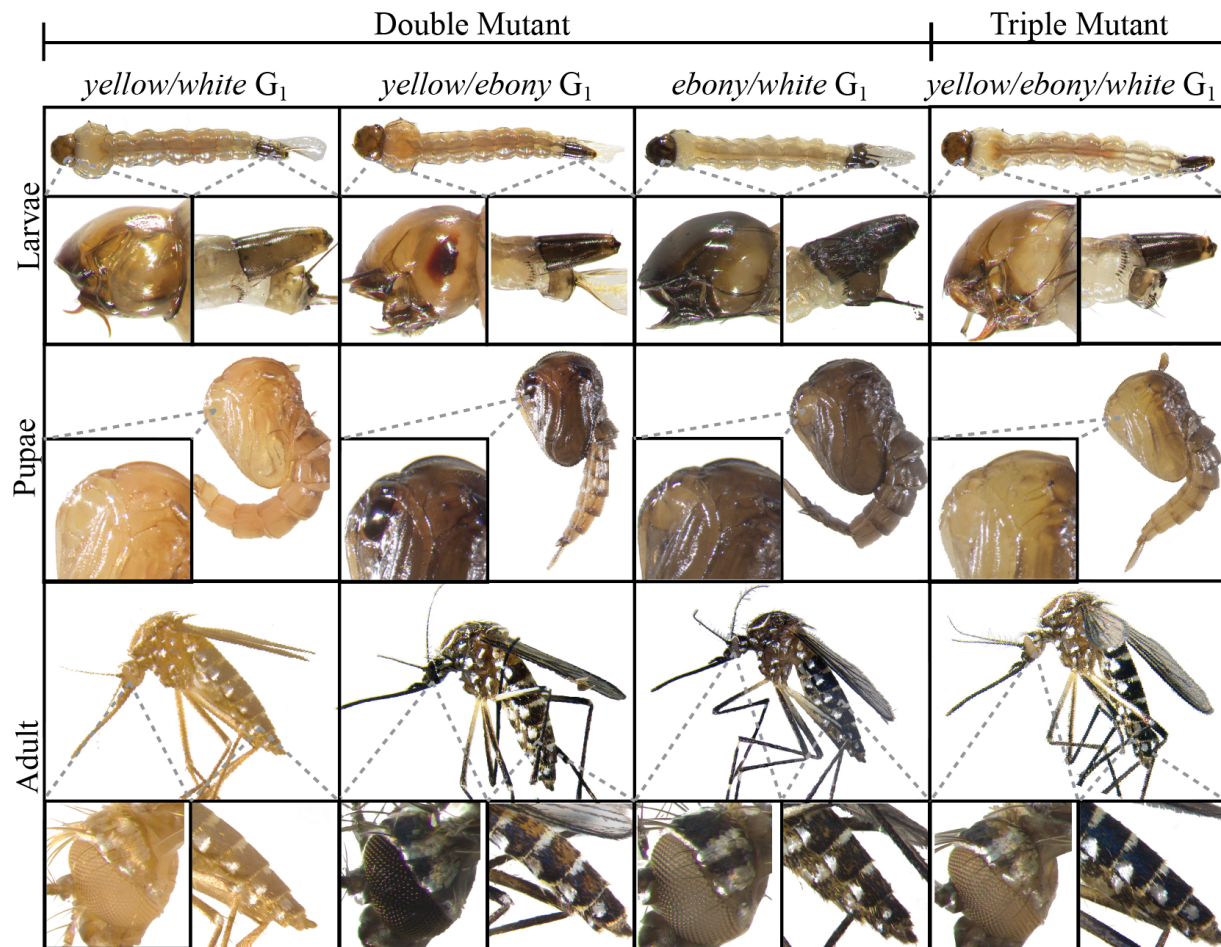 Double Mutant Triple Mutant
yellow/white G₁ yellow/ebony G₁ ebony/white G₁ yellow/ebony/white G₁
Larvae
Pupae
Adult